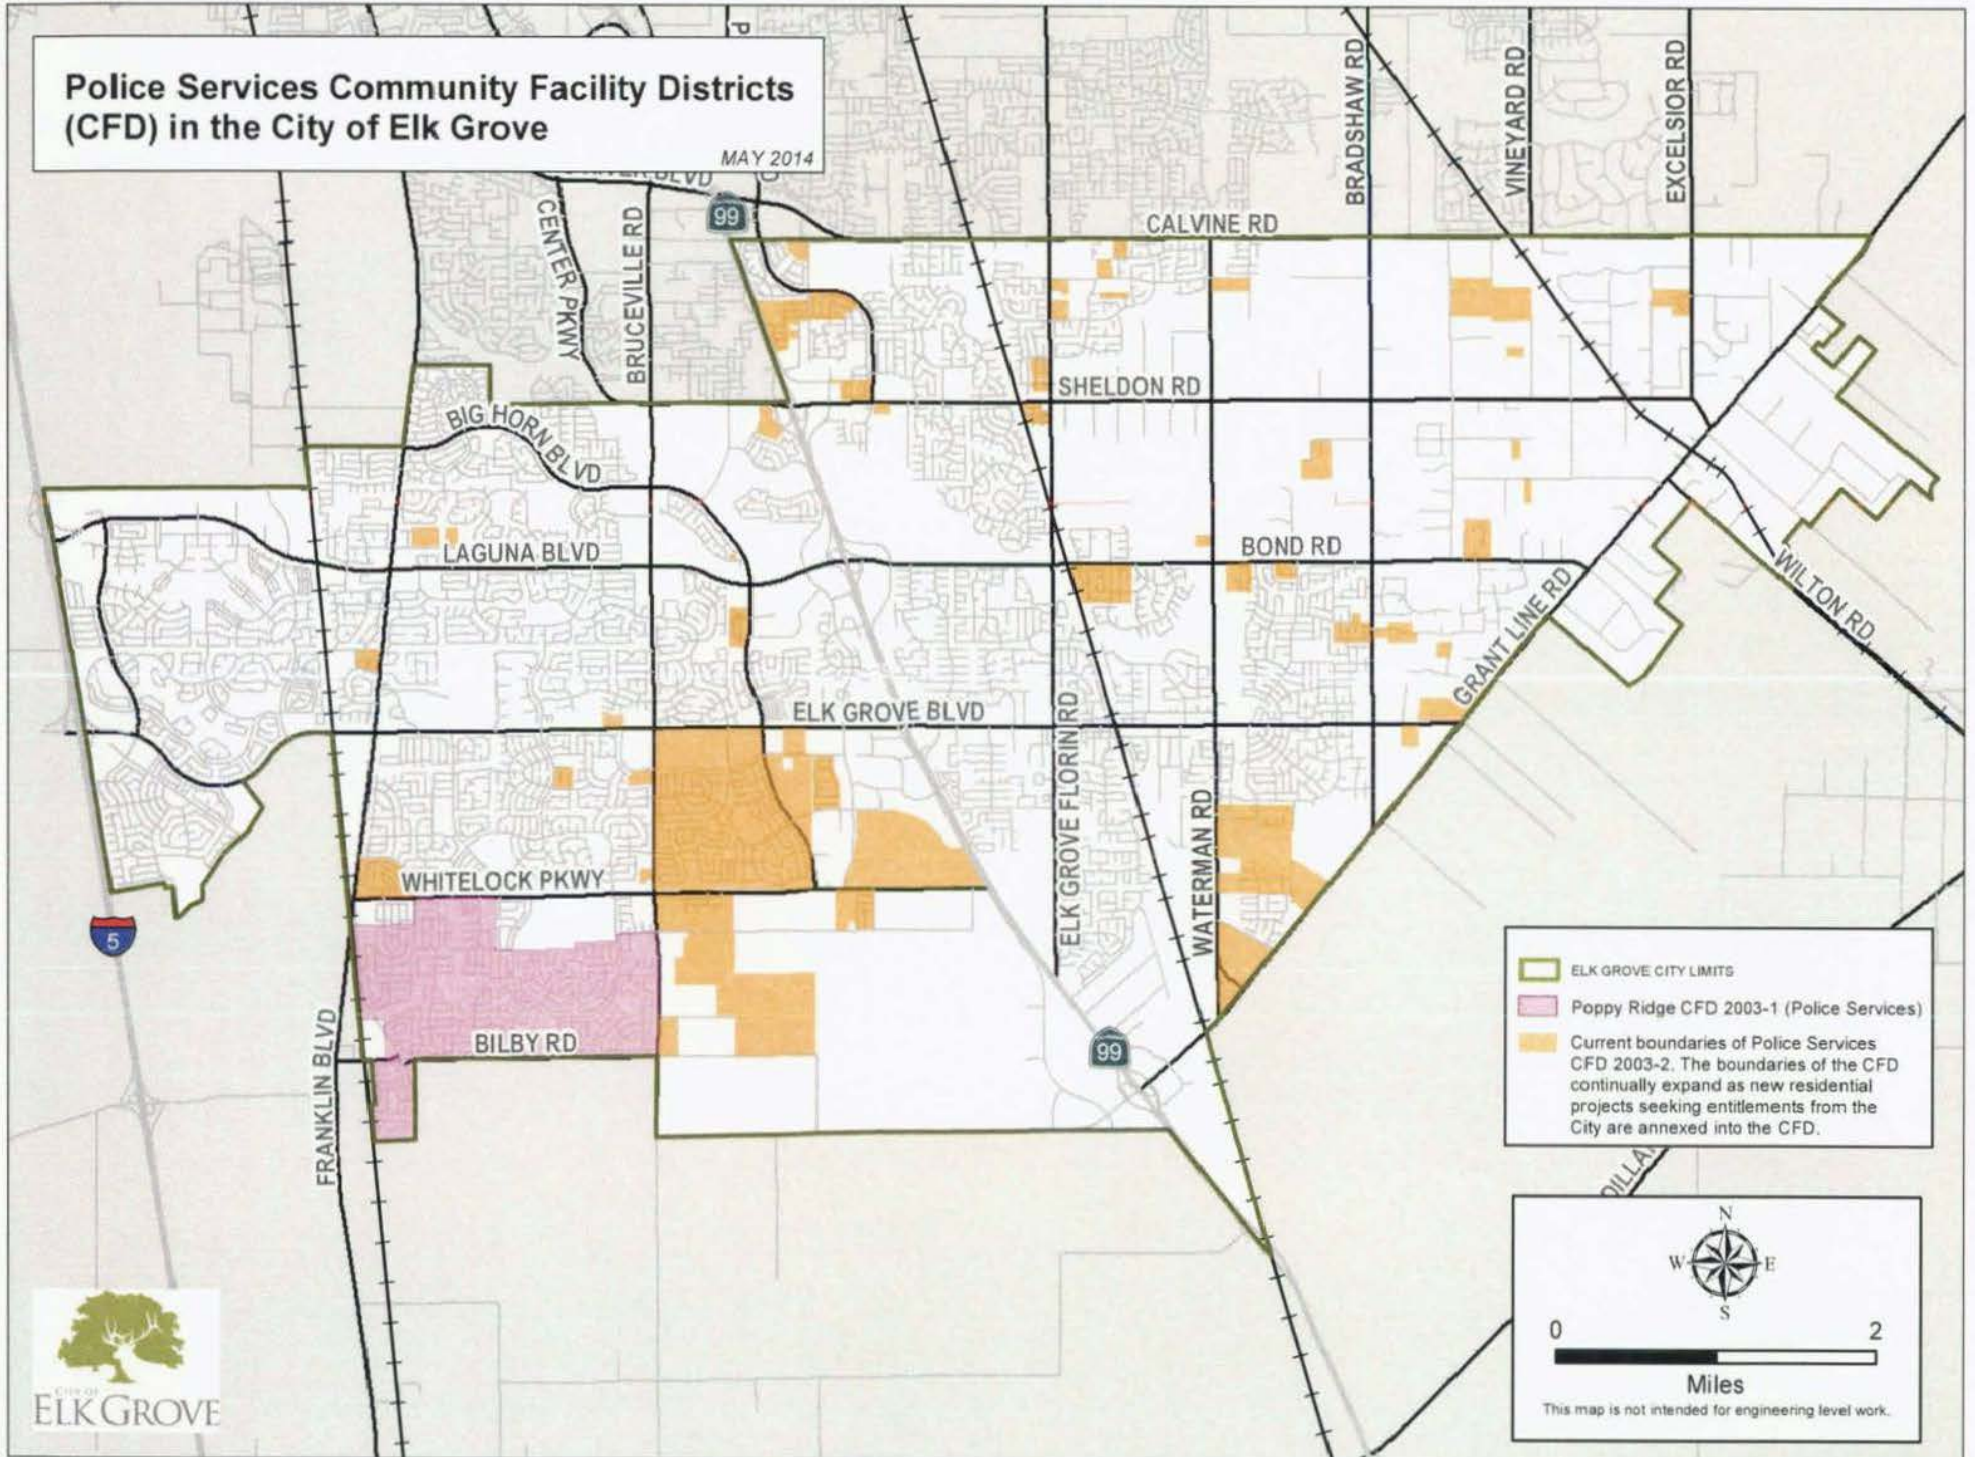 Police Services Community Facility Districts
(CFD) in the City of Elk Grove
MAY 2014
P
BLVD
99
CENTER PKWY
BRUCEVILLE RD
BRADSHAW RD
VINEYARD RD
EXCELSIOR RD
CALVINE RD
SHELDON RD
BIG HORN BLVD
LAGUNA BLVD
BOND RD
WILTON RD
GRANT LINE RD
ELK GROVE BLVD
ELK GROVE FLORIN RD
WATERMAN RD
WHITELOCK PKWY
5
FRANKLIN BLVD
BILBY RD
99
ELK GROVE CITY LIMITS
Poppy Ridge CFD 2003-1 (Police Services)
Current boundaries of Police Services
CFD 2003-2. The boundaries of the CFD
continually expand as new residential
projects seeking entitlements from the
City are annexed into the CFD.
N
W E
S
0 2
Miles
This map is not intended for engineering level work.
CITY OF
ELK GROVE